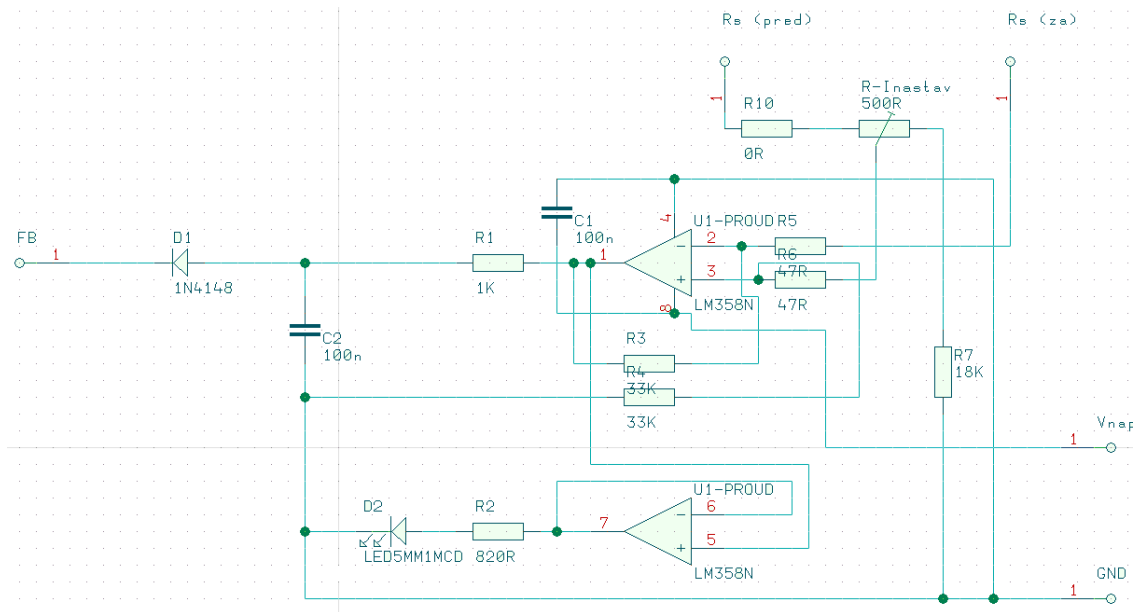 Rs (pred)
Rs (za)
1
1
R-Inastav
500R
R10
0R
4
U1-PROUD
R5
C1
100n
FB
1
D1
1N4148
R1
1K
1
2
3
8
R6
47R
47R
LM358N
C2
100n
R3
R4
33K
33K
R7
18K
Vnap
1
U1-PROUD
D2
R2
7
6
5
LED5MM1MCD
820R
LM358N
GND
1